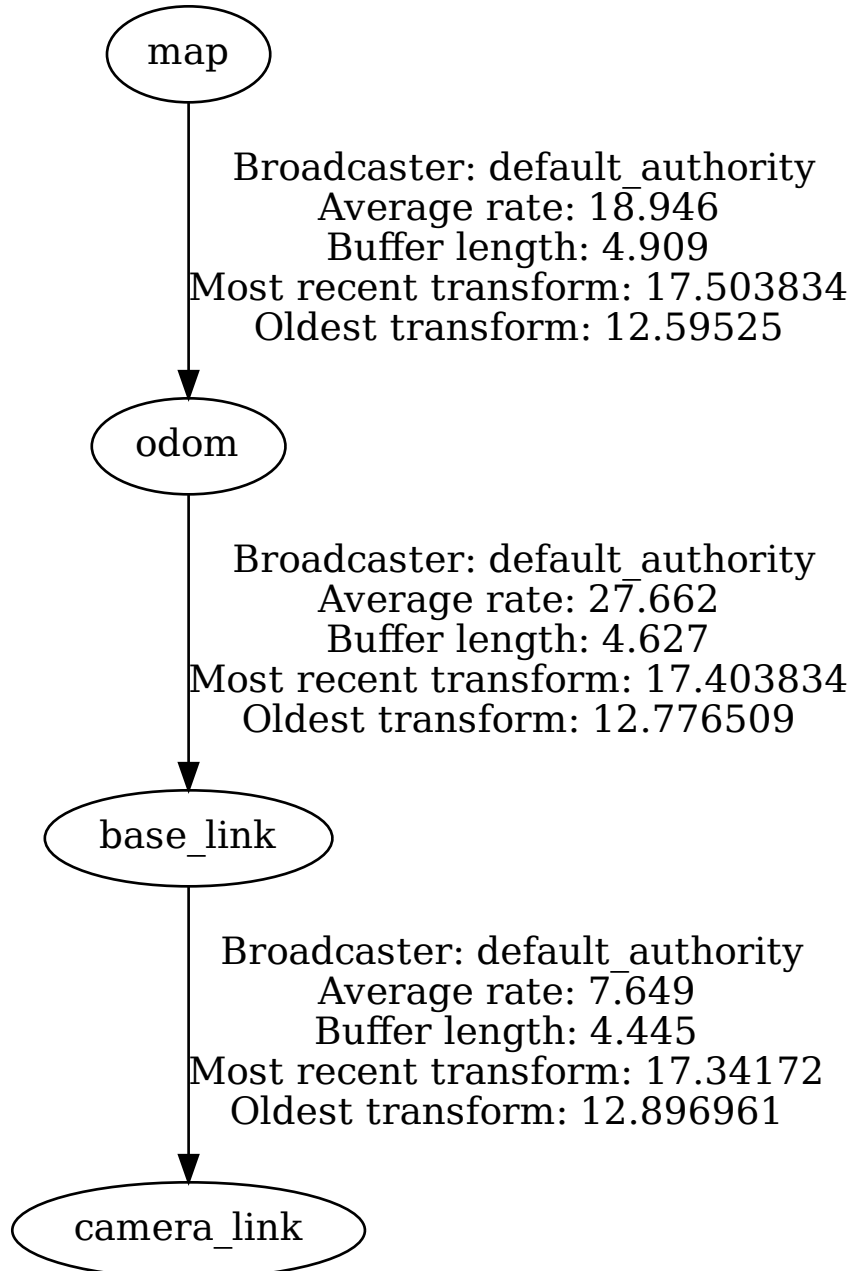 map
Broadcaster: default_authority
Average rate: 18.946
Buffer length: 4.909
Most recent transform: 17.503834
Oldest transform: 12.59525
odom
Broadcaster: default_authority
Average rate: 27.662
Buffer length: 4.627
Most recent transform: 17.403834
Oldest transform: 12.776509
base_link
Broadcaster: default_authority
Average rate: 7.649
Buffer length: 4.445
Most recent transform: 17.34172
Oldest transform: 12.896961
camera_link